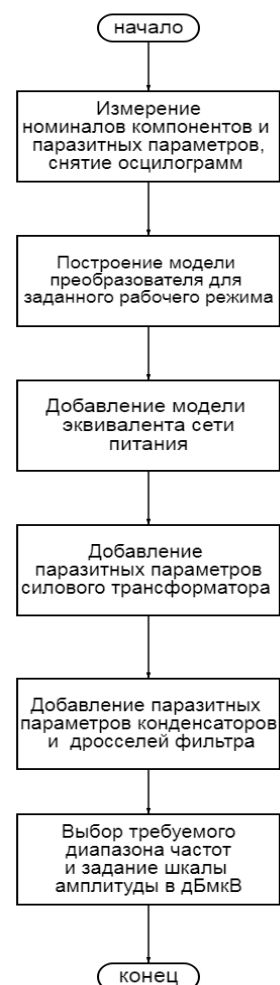 начало
Измерение
номиналов компонентов и
паразитных параметров,
снятие осцилограмм
Построение модели
преобразователя для
заданного рабочего режима
Добавление модели
эквивалента сети
питания
Добавление
паразитных параметров
силового трансформатора
Добавление паразитных
параметров конденсаторов
и дросселей фильтра
Выбор требуемого
диапазона частот
и задание шкалы
амплитуды в дБмкВ
конец